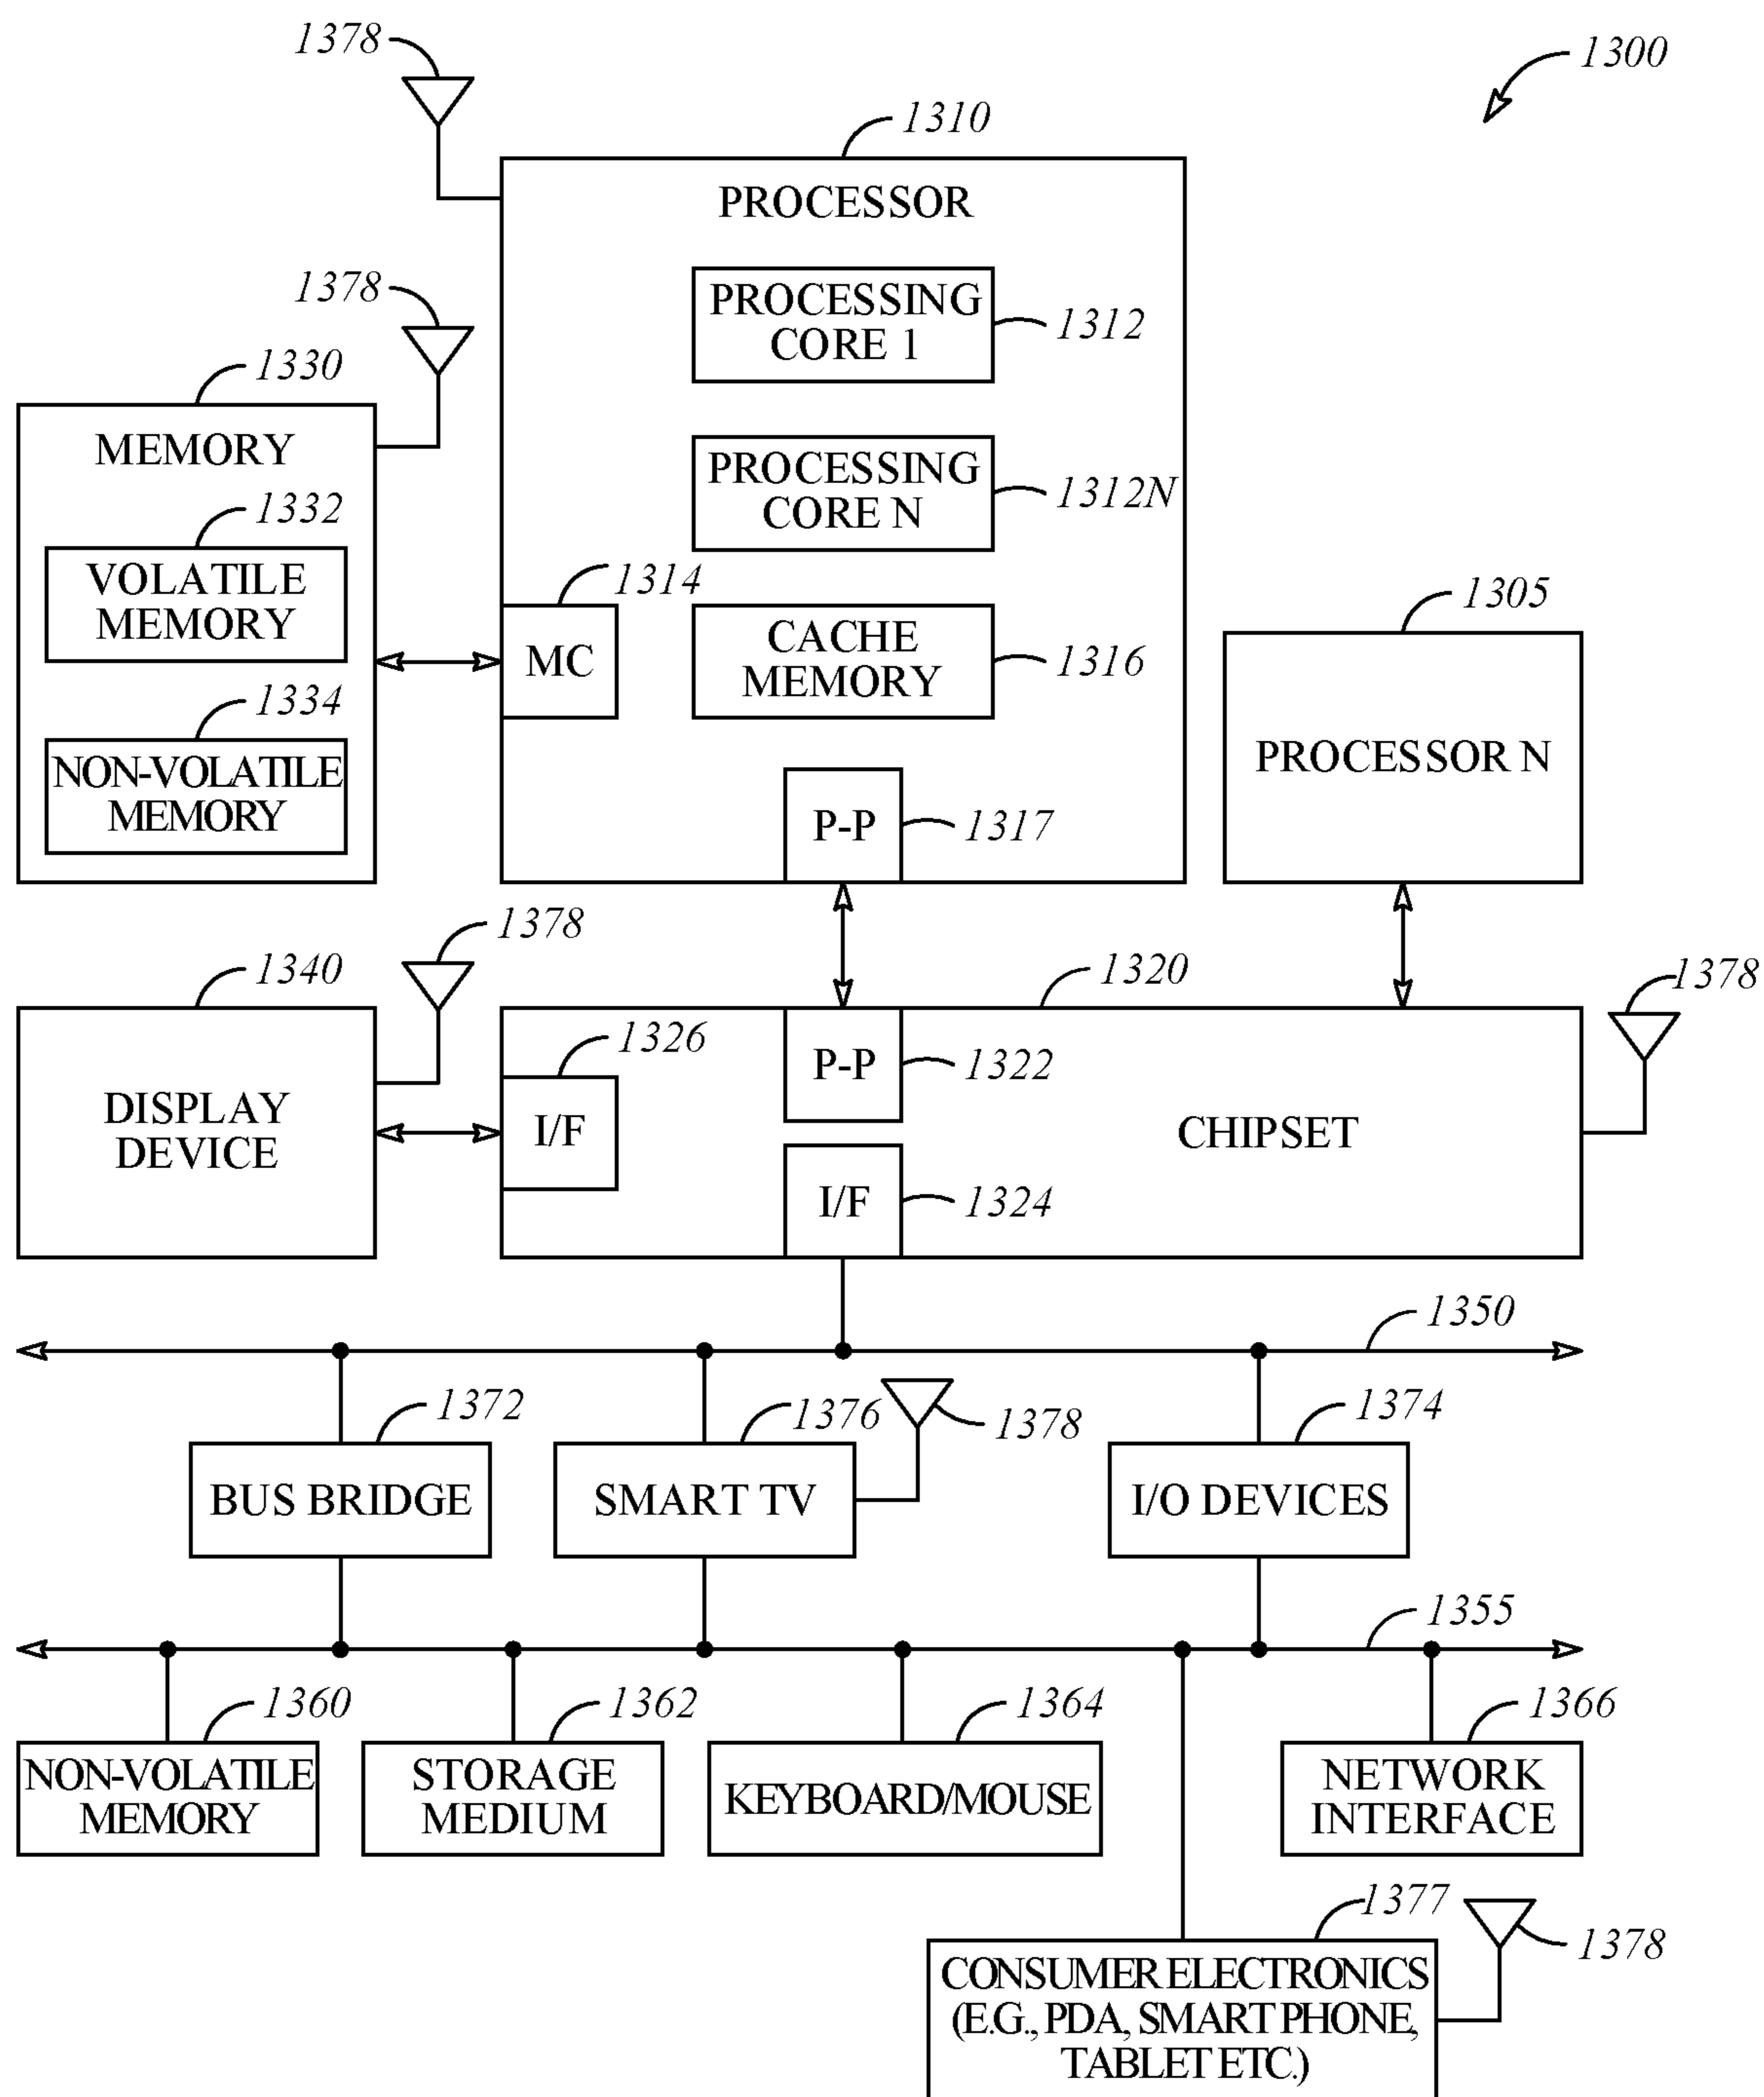 1378
1300
1310
PROCESSOR
PROCESSING
CORE 1
1312
1378
1330
MEMORY
PROCESSING
CORE N
1312N
1332
VOLATILE
MEMORY
1314
MC
CACHE
MEMORY
1316
1305
PROCESSOR N
1334
NON-VOLATILE
MEMORY
P-P
1317
1378
1340
DISPLAY
DEVICE
1320
1378
1326
I/F
P-P
1322
CHIPSET
I/F
1324
1350
1372
BUS BRIDGE
1376
SMART TV
1378
1374
I/O DEVICES
1355
1360
NON-VOLATILE
MEMORY
1362
STORAGE
MEDIUM
1364
KEYBOARD/MOUSE
1366
NETWORK
INTERFACE
1377
CONSUMER ELECTRONICS
(E.G., PDA, SMART PHONE,
TABLET ETC.)
1378